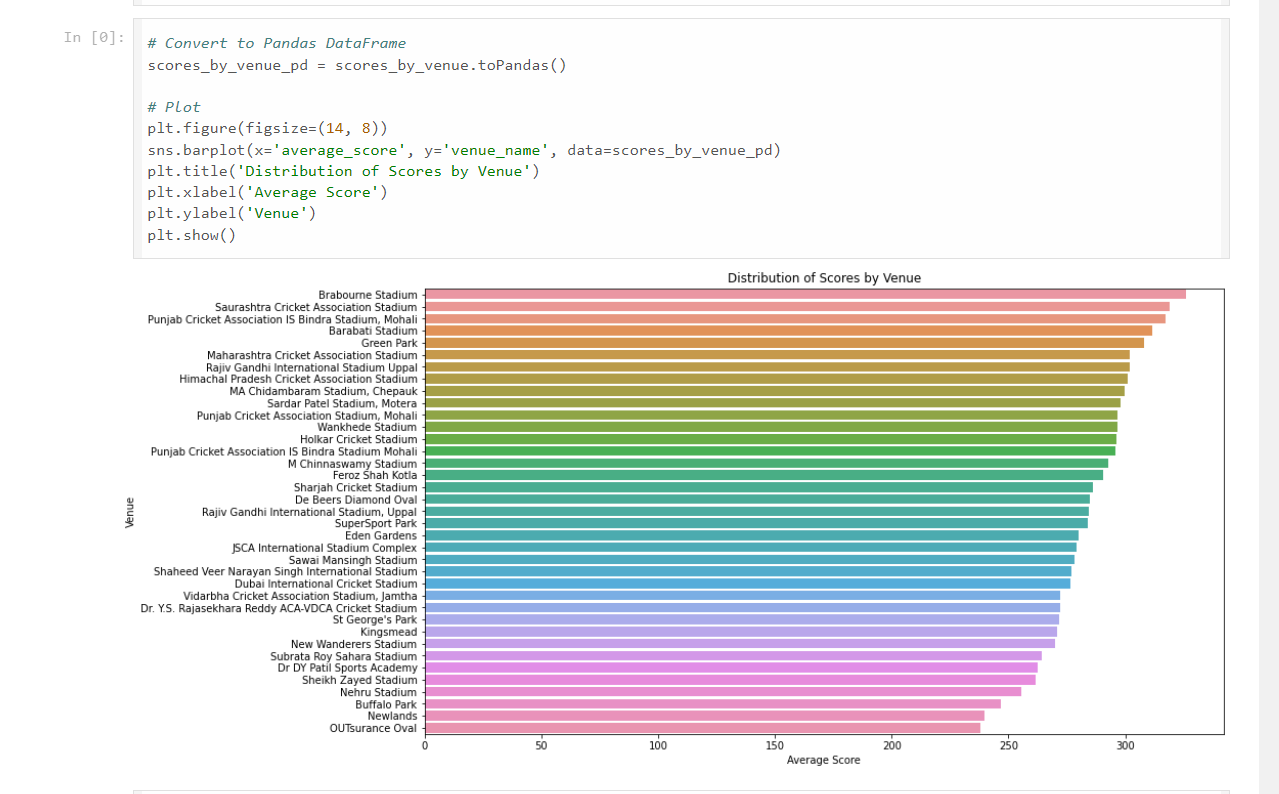 In [0]:
# Convert to Pandas DataFrame
scores_by_venue_pd = scores_by_venue.toPandas()
# Plot
plt.figure(figsize=(14, 8))
sns.barplot(x='average_score', y='venue_name', data=scores_by_venue_pd)
plt.title('Distribution of Scores by Venue')
plt.xlabel('Average Score')
plt.ylabel('Venue')
plt.show()
Distribution of Scores by Venue
Venue
Brabourne Stadium
Saurashtra Cricket Association Stadium
Punjab Cricket Association IS Bindra Stadium, Mohali
Barabati Stadium
Green Park
Maharashtra Cricket Association Stadium
Rajiv Gandhi International Stadium Uppal
Himachal Pradesh Cricket Association Stadium
MA Chidambaram Stadium, Chepauk
Sardar Patel Stadium, Motera
Punjab Cricket Association Stadium, Mohali
Wankhede Stadium
Holkar Cricket Stadium
Punjab Cricket Association IS Bindra Stadium Mohali
M Chinnaswamy Stadium
Feroz Shah Kotla
Sharjah Cricket Stadium
De Beers Diamond Oval
Rajiv Gandhi International Stadium, Uppal
SuperSport Park
Eden Gardens
JSCA International Stadium Complex
Sawai Mansingh Stadium
Shaheed Veer Narayan Singh International Stadium
Dubai International Cricket Stadium
Vidarbha Cricket Association Stadium, Jamtha
Dr. Y.S. Rajasekhara Reddy ACA-VDCA Cricket Stadium
St George's Park
Kingsmead
New Wanderers Stadium
Subrata Roy Sahara Stadium
Dr DY Patil Sports Academy
Sheikh Zayed Stadium
Nehru Stadium
Buffalo Park
Newlands
OUTsurance Oval
0 50 100 150 200 250 300
Average Score